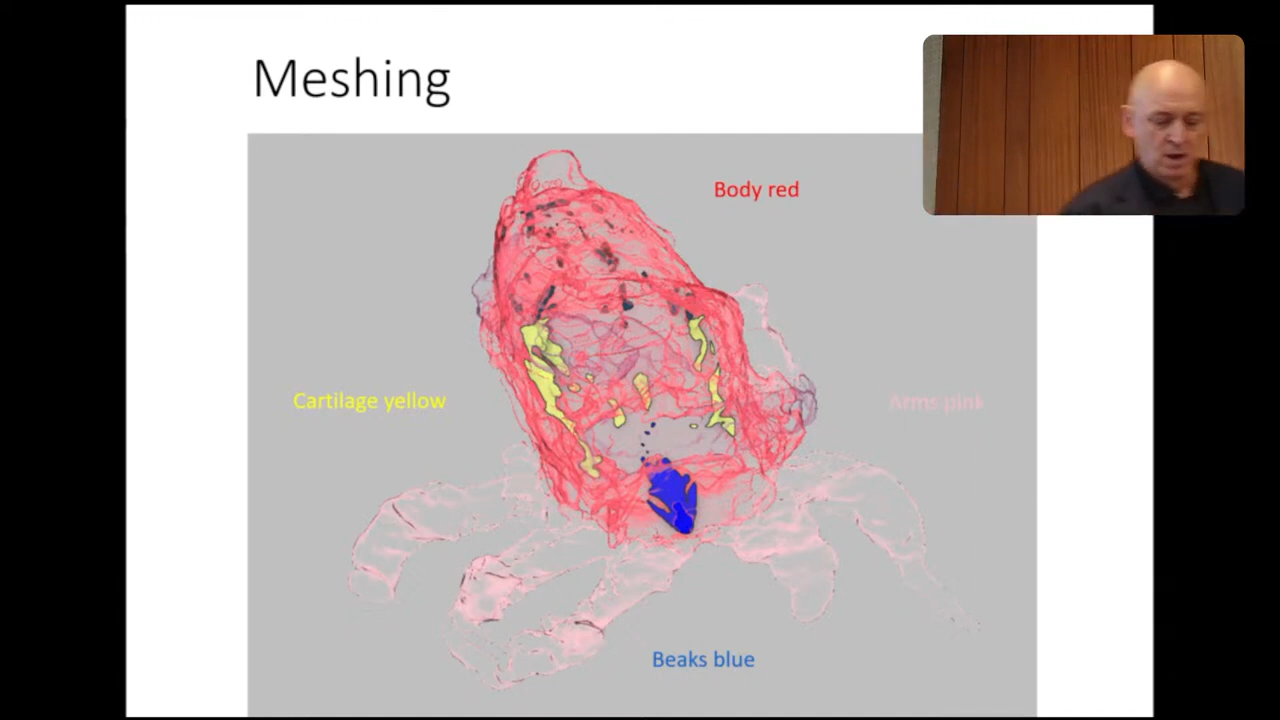 Meshing
Body red
Cartilage yellow
Arms pink
Beaks blue